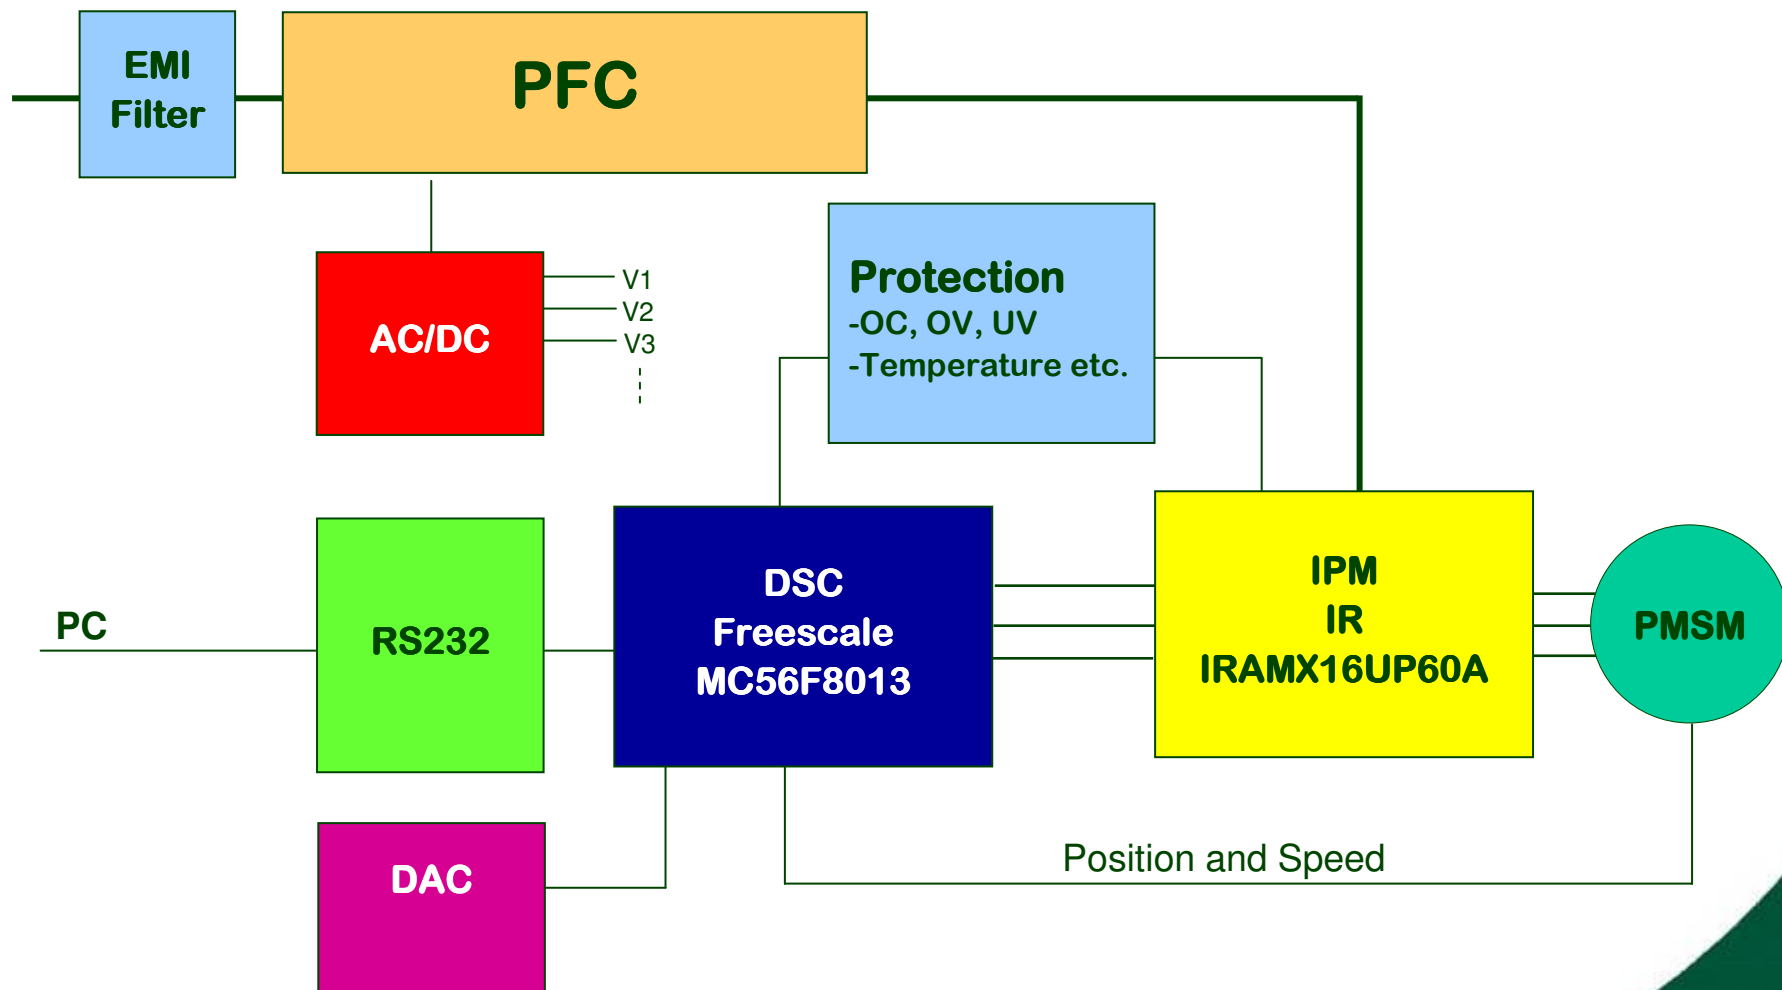 EMI
Filter
PFC
Protection
-OC, OV, UV
-Temperature etc.
AC/DC
V1
V2
V3
PC
RS232
DSC
Freescale
MC56F8013
IPM
IR
IRAMX16UP60A
PMSM
DAC
Position and Speed